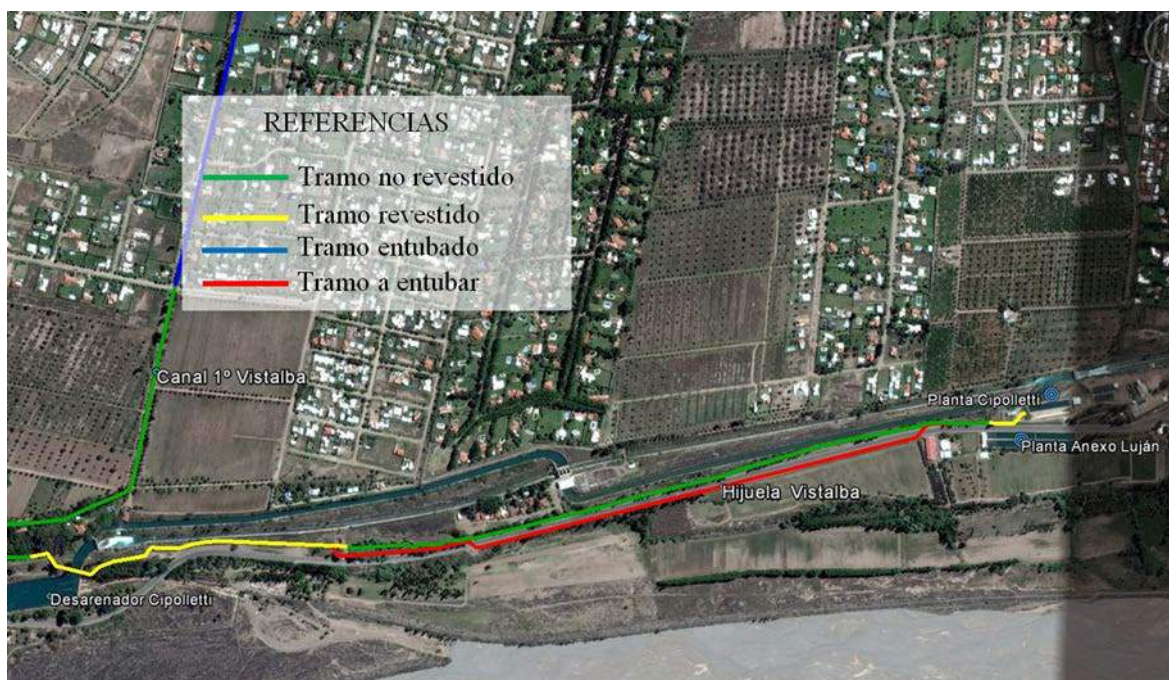 REFERENCIAS
Tramo no revestido
Tramo revestido
Tramo entubado
Tramo a entubar
Canal 1º Vistalba
Planta Cipolletti
Planta Anexo Luján
Hijuela Vistalba
Desarenador Cipolletti